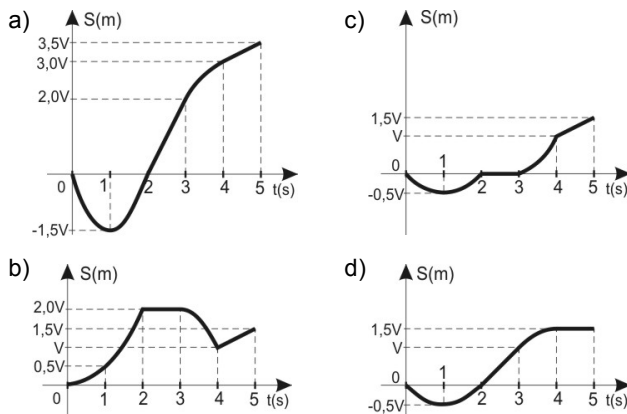 a)
S(m)
3,5V
3,0V
2,0V
0
1 2 3 4 5 t(s)
-1,5V
b)
S(m)
2,0V
1,5V
V
0,5V
0
1 2 3 4 5 t(s)
c)
S(m)
1,5V
V
0
1 2 3 4 5 t(s)
-0,5V
d)
S(m)
1,5V
V
0
1 2 3 4 5 t(s)
-0,5V